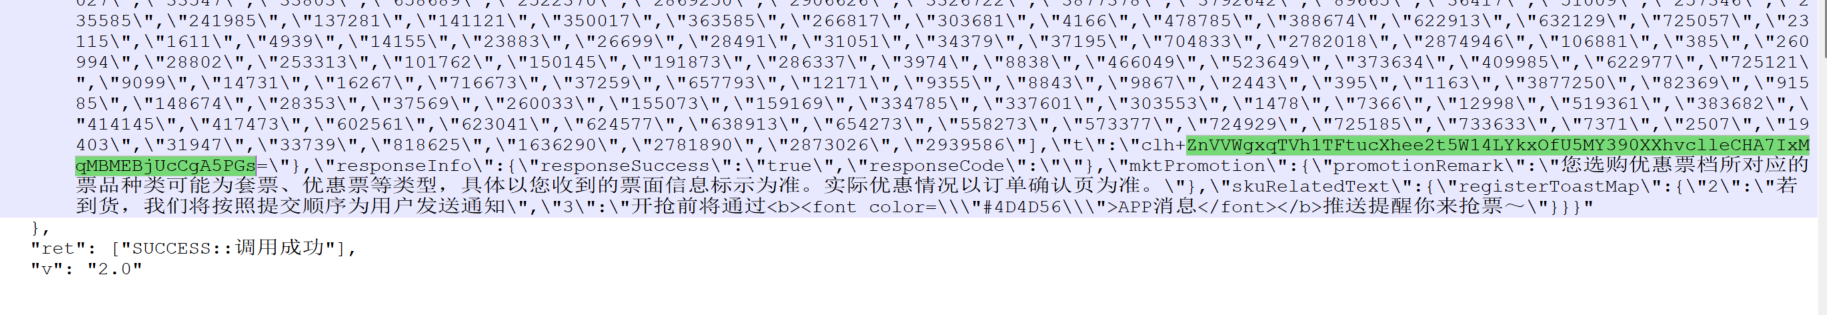 35585\",\"241985\",\"137281\",\"141121\",\"350017\",\"363585\",\"266817\",\"303681\",\"4166\",\"478785\",\"388674\",\"622913\",\"632129\",\"725057\",\"23
115\",\"1611\",\"4939\",\"14155\",\"23883\",\"26699\",\"28491\",\"31051\",\"34379\",\"37195\",\"704833\",\"2782018\",\"2874946\",\"106881\",\"385\",\"260
994\",\"28802\",\"253313\",\"101762\",\"150145\",\"191873\",\"286337\",\"3974\",\"8838\",\"466049\",\"523649\",\"373634\",\"409985\",\"622977\",\"725121\
",\"9099\",\"14731\",\"16267\",\"716673\",\"37259\",\"657793\",\"12171\",\"9355\",\"8843\",\"9867\",\"2443\",\"395\",\"1163\",\"3877250\",\"82369\",\"915
85\",\"148674\",\"28353\",\"37569\",\"260033\",\"155073\",\"159169\",\"334785\",\"337601\",\"303553\",\"1478\",\"7366\",\"12998\",\"519361\",\"383682\",\
"414145\",\"417473\",\"602561\",\"623041\",\"624577\",\"638913\",\"654273\",\"558273\",\"573377\",\"724929\",\"725185\",\"733633\",\"7371\",\"2507\",\"19
403\",\"31947\",\"33739\",\"818625\",\"1636290\",\"2781890\",\"2873026\",\"2939586\"],\"t\":\"clh+ZnVVWgxqTVh1TFtucXhee2t5W14LYkxOfU5MY390XXhvc1leCHA7IxM
qMBMEBjUcCgA5PGs=\"},\"responseInfo\":{\"responseSuccess\":\"true\",\"responseCode\":\"\"},\"mktPromotion\":{\"promotionRemark\":\"您选购优惠票档所对应的
票品种类可能为套票、优惠票等类型，具体以您收到的票面信息标示为准。实际优惠情况以订单确认页为准。\"},\"skuRelatedText\":{\"registerToastMap\":{\"2\":\"若
到货，我们将按照提交顺序为用户发送通知\",\"3\":\"开抢前将通过<b><font color=\\\"#4D4D56\\\">APP消息</font></b>推送提醒你来抢票～\"}}}"
},
"ret": ["SUCCESS::调用成功"],
"v": "2.0"